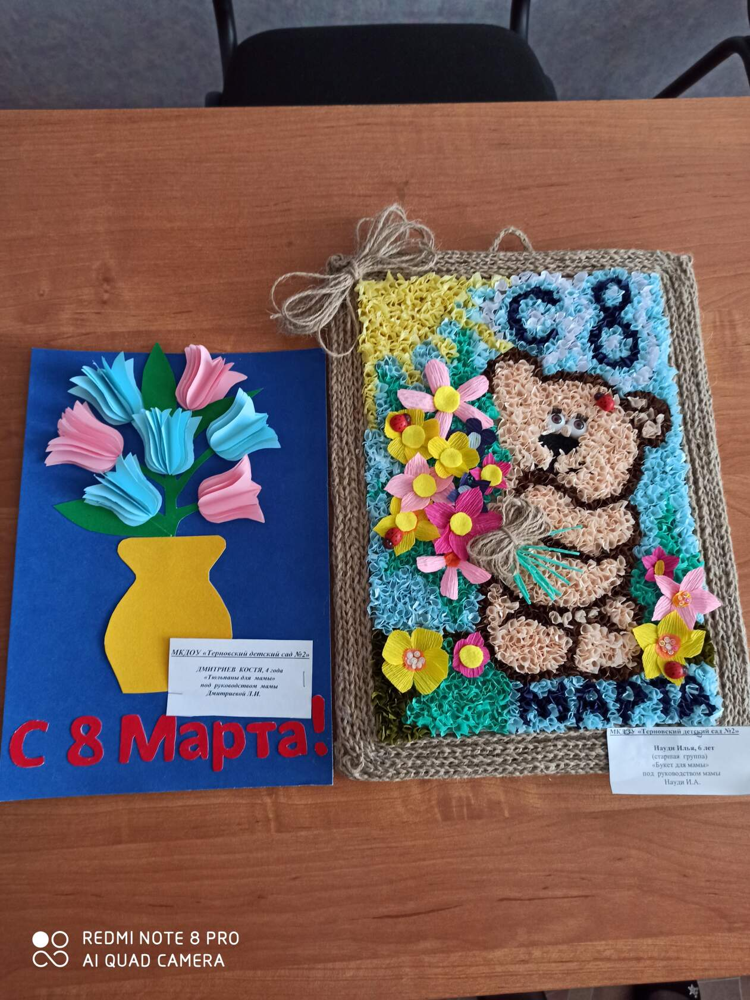 С 8 Марта!
МКДОУ «Терновский детский сад №2»
ДМИТРИЕВ КОСТЯ, 4 года
«Тюльпаны для мамы»
под руководством мамы
Дмитриевой Л.И.
С 8
МАРТА
МКДЗУ «Терновский детский сад №2»
Науди Илья, 6 лет
(старшая группа)
«Букет для мамы»
под руководством мамы
Науди И.А.
REDMI NOTE 8 PRO
AI QUAD CAMERA